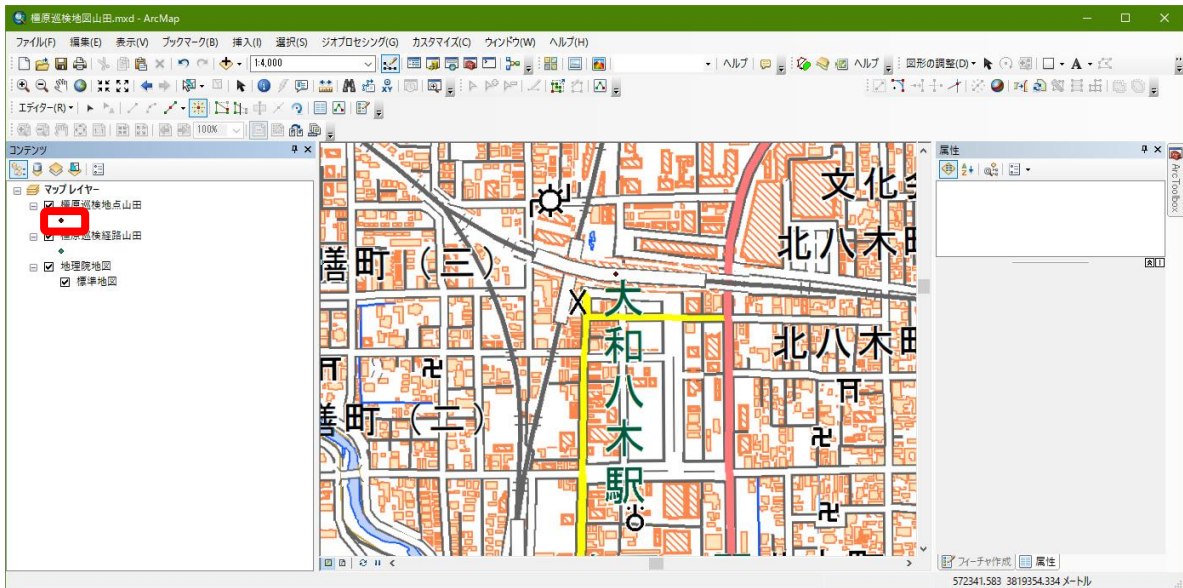 橿原巡検地図山田.mxd - ArcMap
ファイル(F) 編集(E) 表示(V) ブックマーク(B) 挿入(I) 選択(S) ジオプロセシング(G) カスタマイズ(C) ウィンドウ(W) ヘルプ(H)
1:4,000 ヘルプ ヘルプ 図形の調整(D) A
エディター(R)
100%
コンテンツ
マップ レイヤー
橿原巡検地点山田
橿原巡検経路山田
地理院地図
標準地図
文化会
北八木町
善町(三)
大和八木駅
北八木町
善町(二)
属性
ArcToolbox
フィーチャ作成 属性
572341.583 3819354.334 メートル